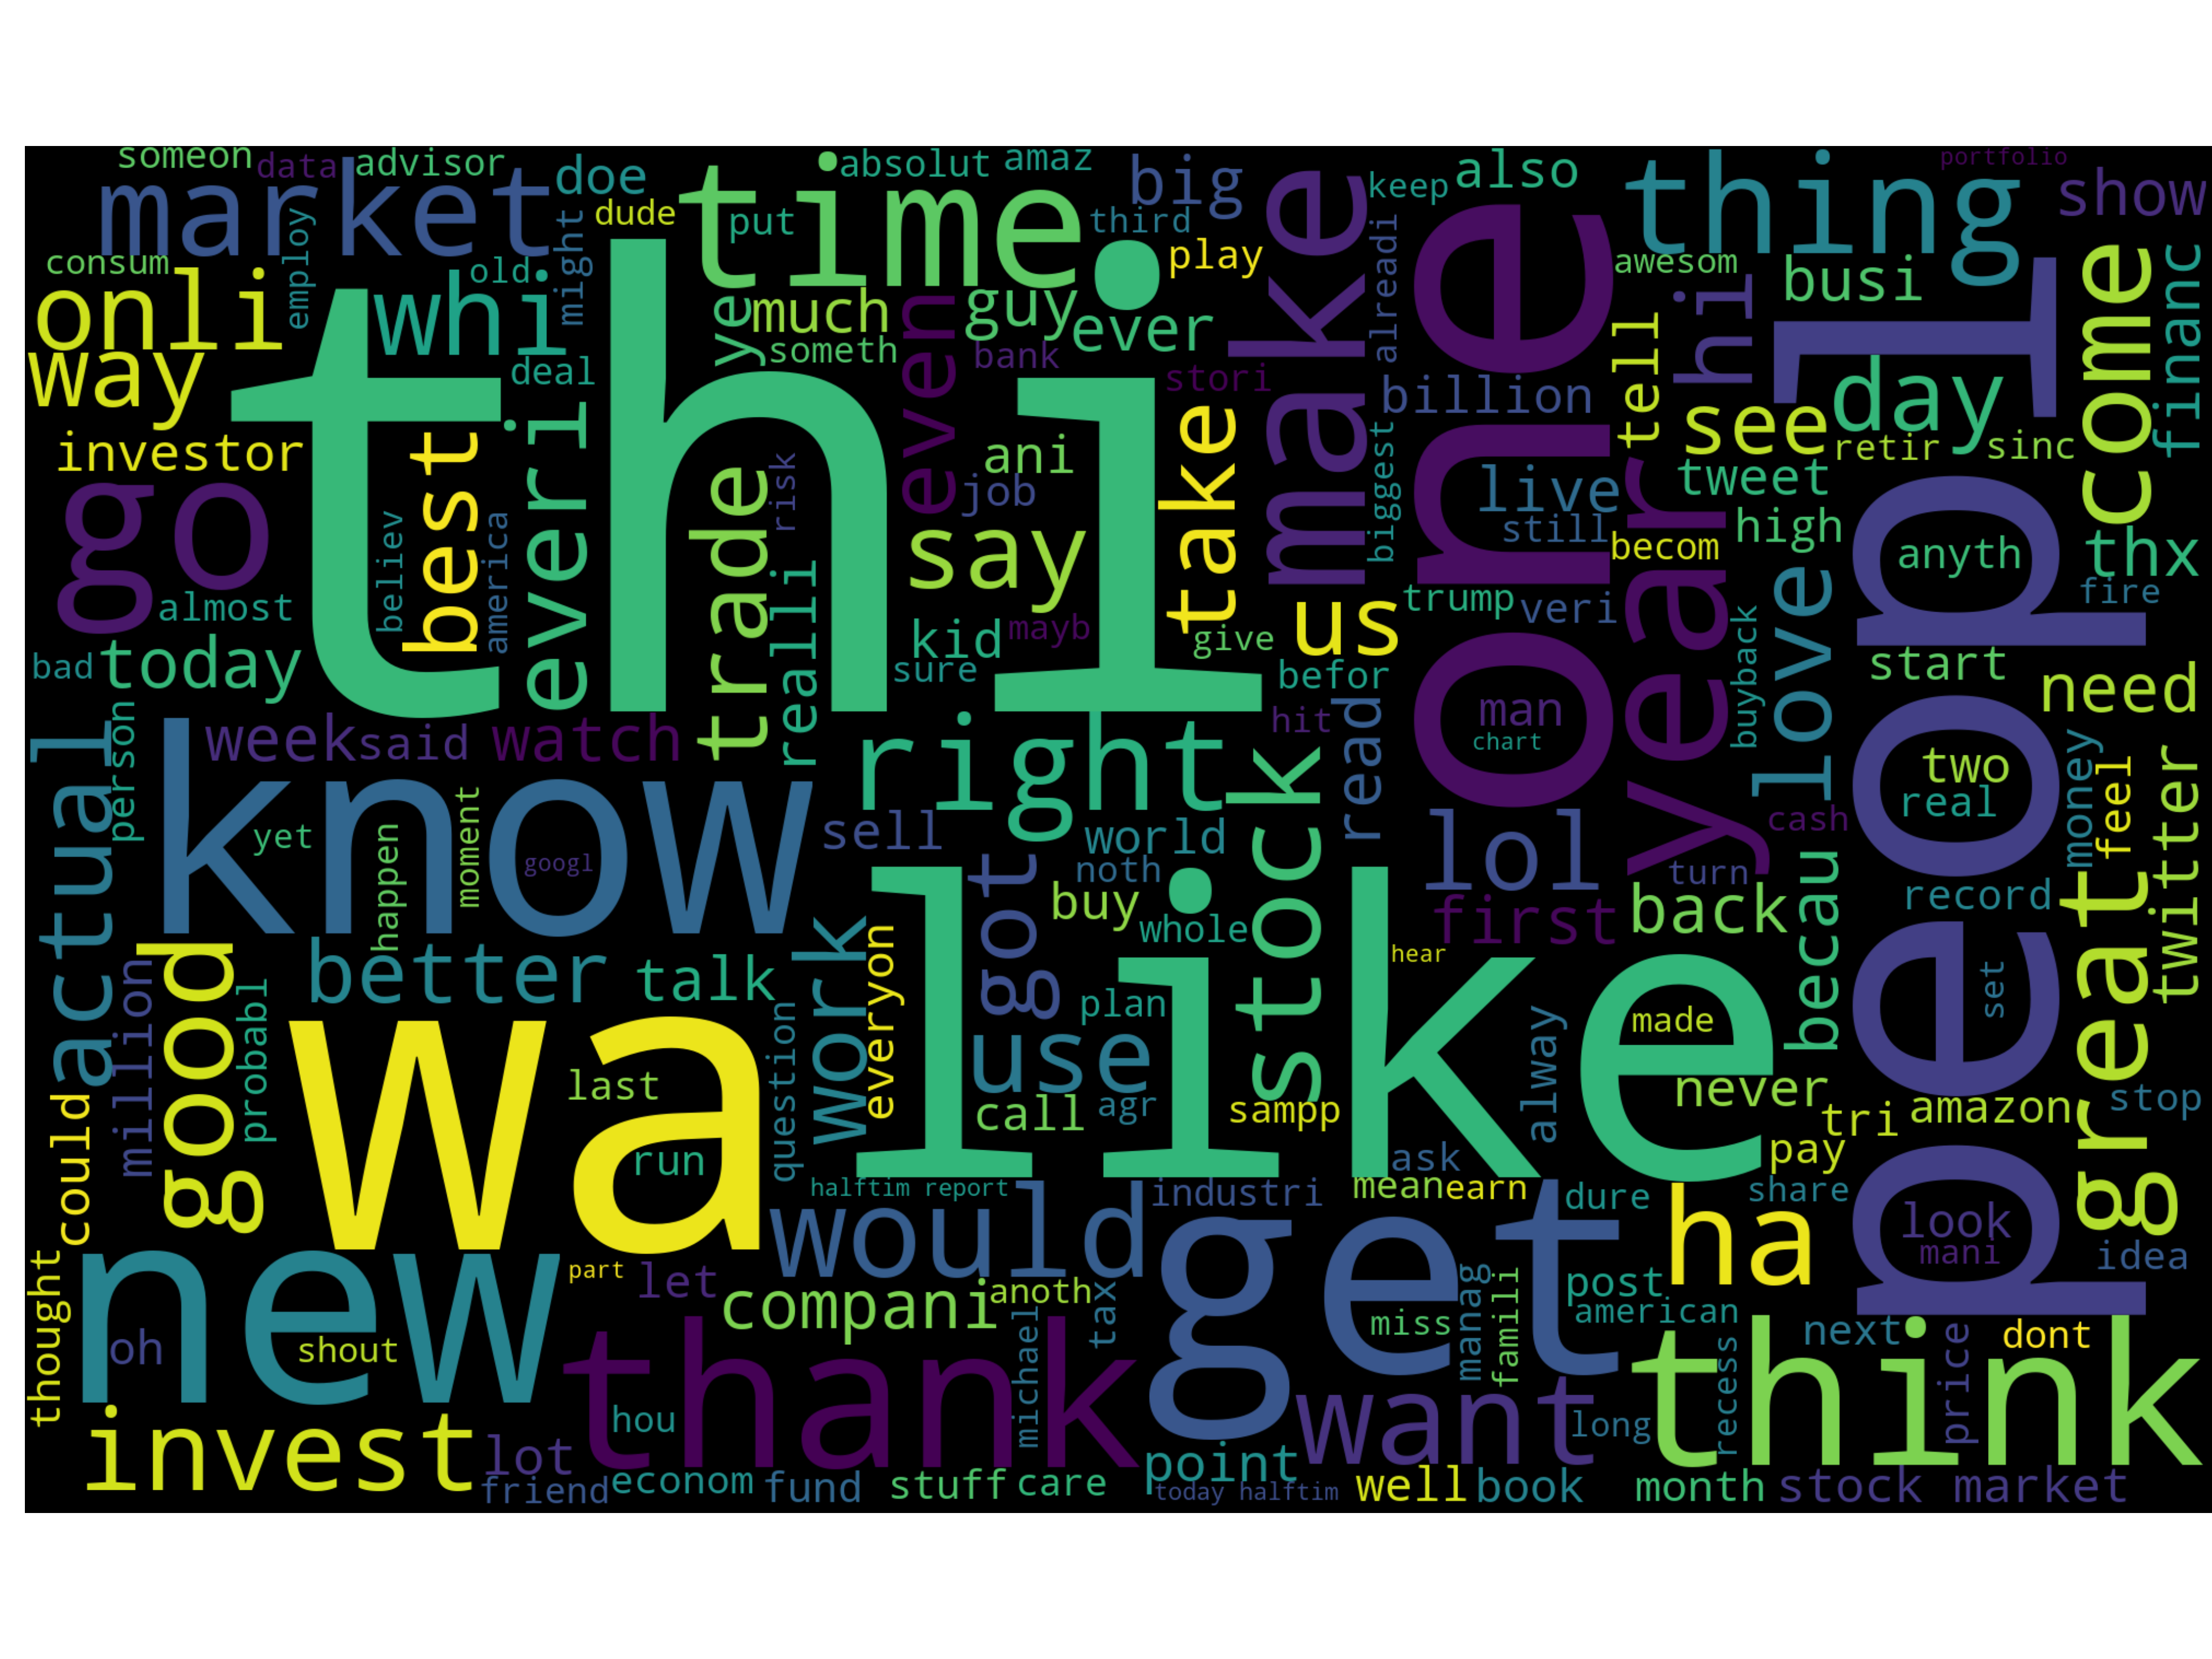 someon
data
advisor
market
doe
dude
time
absolut
amaz
put
third
big
play
keep
also
make
alreadi
one
thing
portfolio
show
awesom
busi
hi
tell
come
financ
consum
onli
employ
old
might
whi
way
deal
ye
much
someth
even
guy
ever
bank
stori
billion
biggest
see
day
retir
sinc
investor
thi
best
everi
go
believ
america
trade
risk
realli
ani
job
say
take
live
still
tweet
high
becom
peopl
anyth
thx
fire
almost
kid
mayb
give
us
trump
veri
year
love
buyback
bad
today
sure
befor
start
need
person
week
said
watch
right
hit
man
chart
two
real
money
feel
twitter
actual
know
yet
happen
moment
googl
sell
world
noth
buy
whole
got
stock
read
lol
first
turn
cash
back
becau
record
great
good
million
probabl
better
talk
work
everyon
question
like
hear
use
plan
call
agr
sampp
alway
made
never
tri
amazon
stop
set
pay
could
wa
last
run
halftim report
industri
ask
mean
earn
dure
ha
share
look
mani
idea
new
part
would
get
thought
oh
shout
let
compani
anoth
tax
michael
miss
manag
famili
post
american
recess
next
price
dont
think
thank
want
long
invest
hou
lot
friend
econom
fund
stuff
care
point
today halftim
well
book
month
stock market